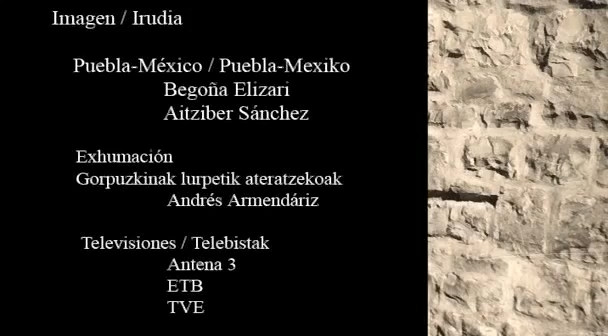 Imagen / Irudia
Puebla-México / Puebla-Mexiko
Begoña Elizari
Aitziber Sánchez
Exhumación
Gorpuzkinak lurpetik ateratzekoak
Andrés Armendáriz
Televisiones / Telebistak
Antena 3
ETB
TVE